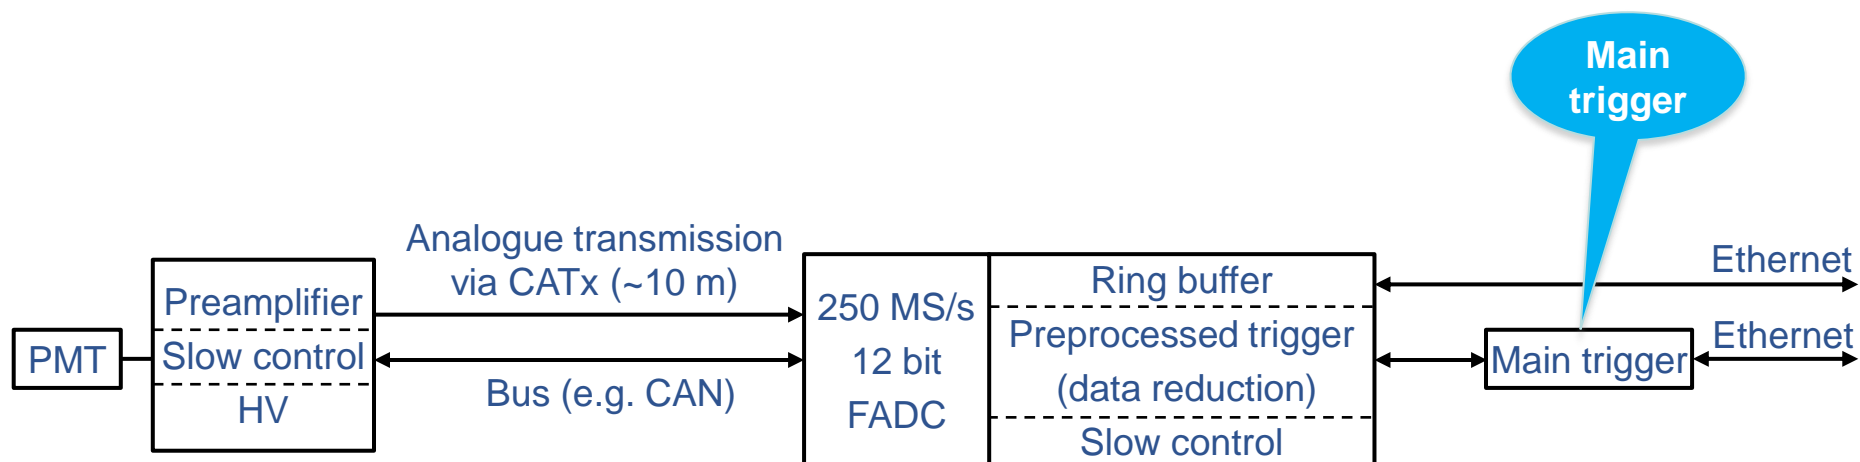 Main
trigger
PMT
Preamplifier
Slow control
HV
Analogue transmission
via CATx (~10 m)
Bus (e.g. CAN)
250 MS/s
12 bit
FADC
Ring buffer
Preprocessed trigger
(data reduction)
Slow control
Ethernet
Main trigger
Ethernet